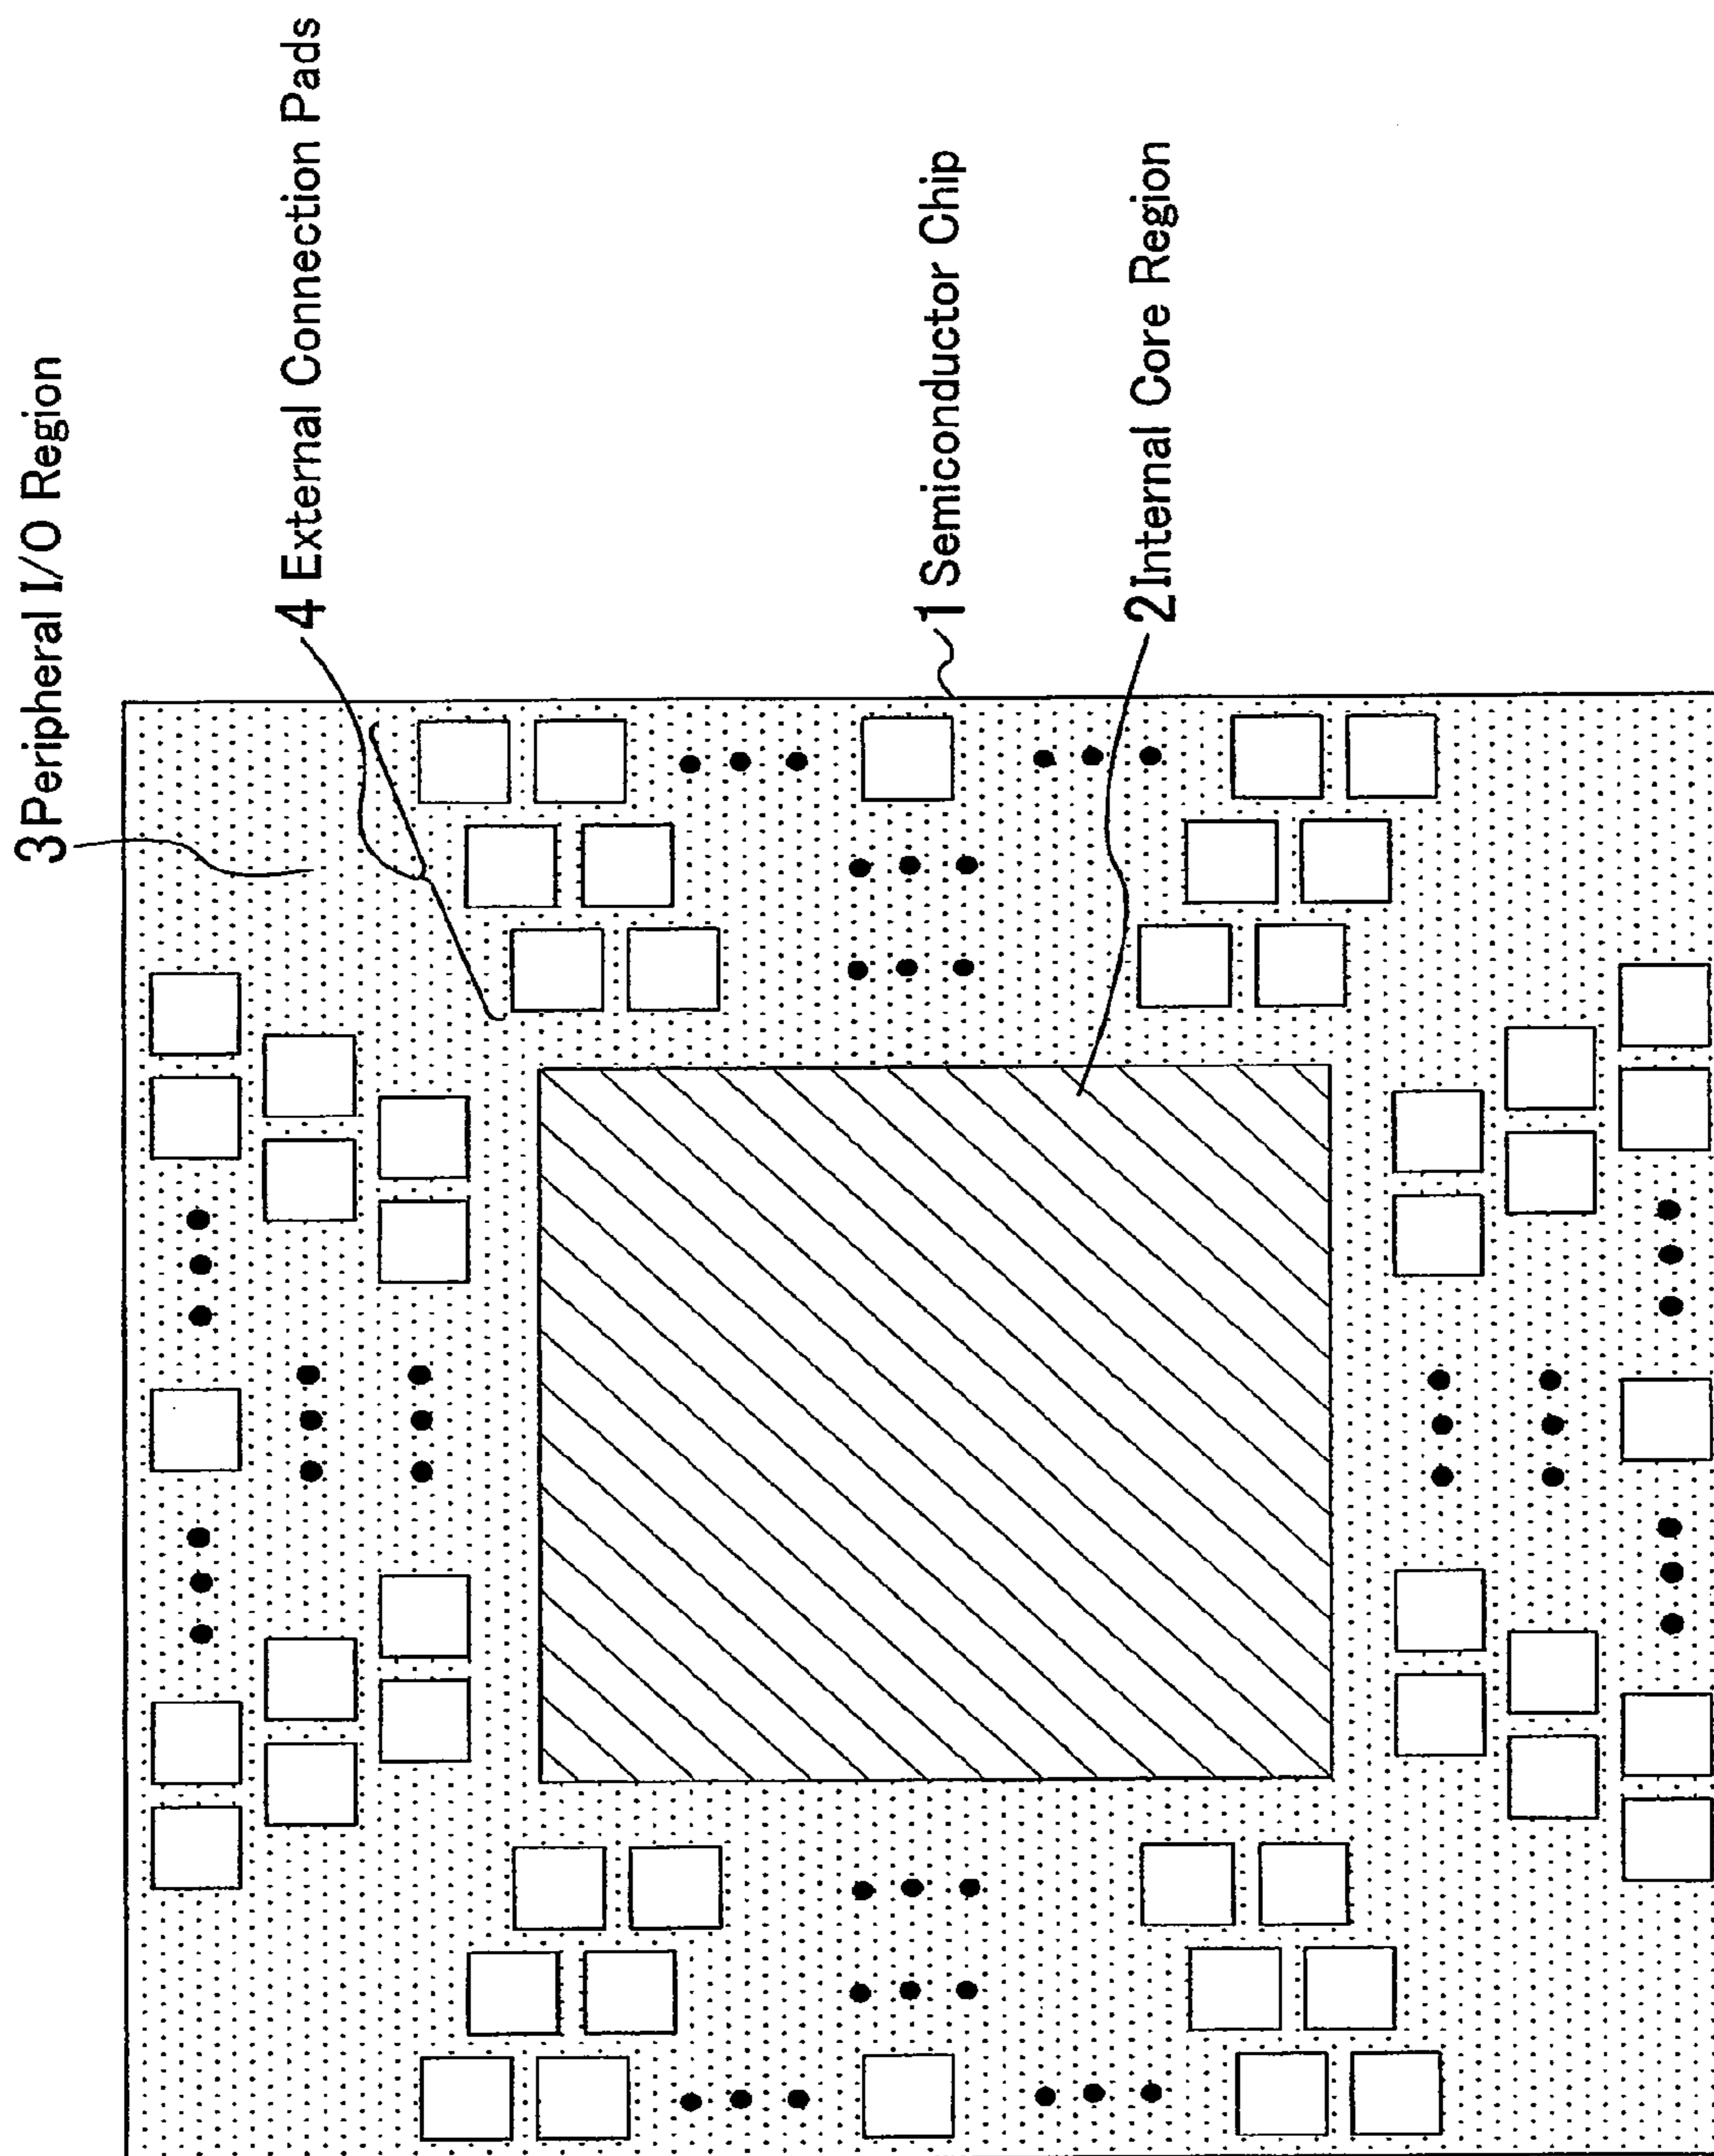 3 Peripheral I/O Region
4 External Connection Pads
1 Semiconductor Chip
2 Internal Core Region